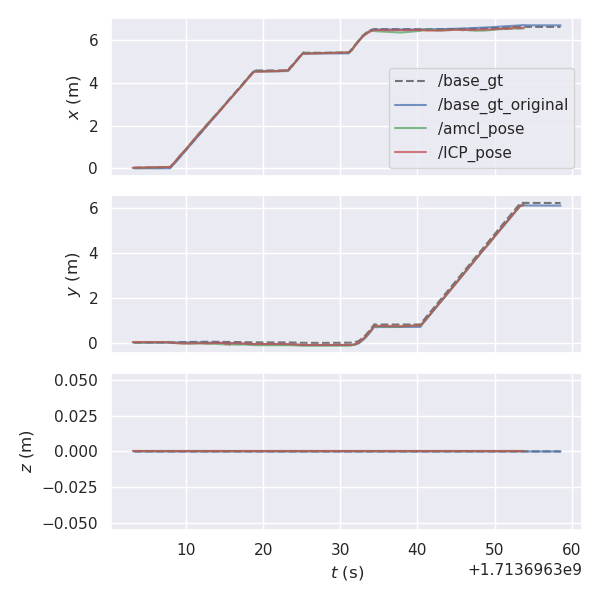 6
4
2
0
x (m)
/base_gt
/base_gt_original
/amcl_pose
/ICP_pose
6
4
2
0
y (m)
0.050
0.025
0.000
−0.025
−0.050
z (m)
10 20 30 40 50 60
t (s)
+1.7136963e9